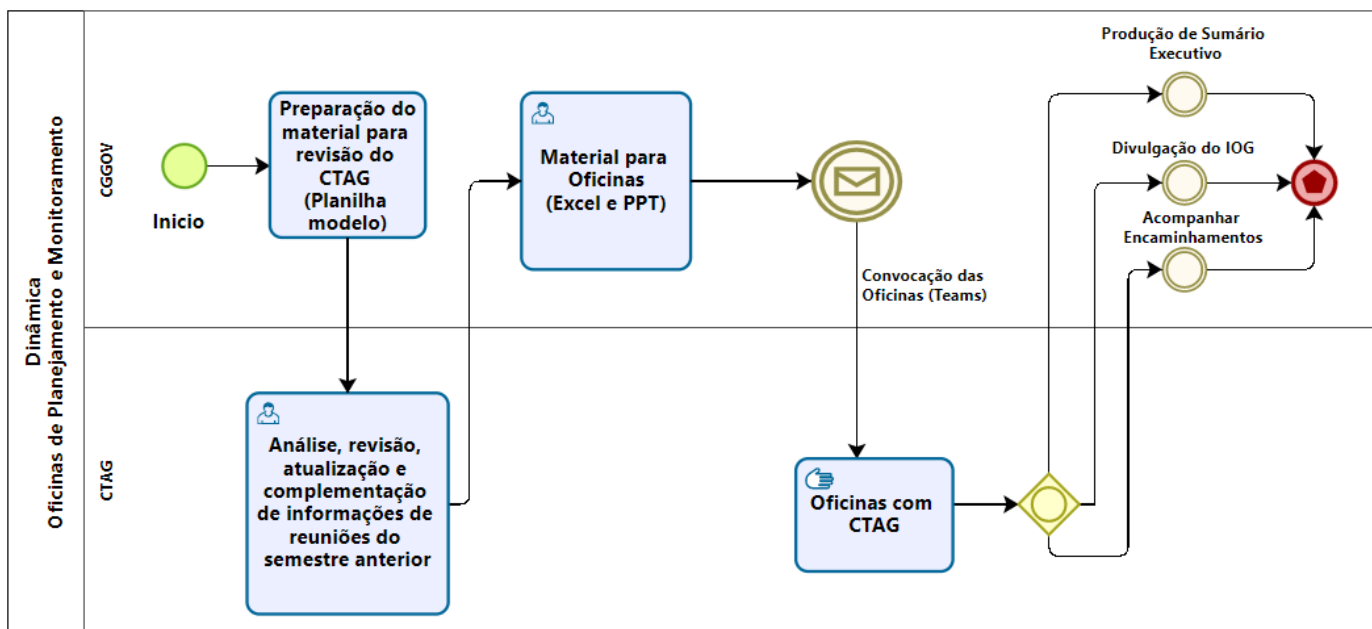 Dinâmica
Oficinas de Planejamento e Monitoramento
CGGOV
Inicio
Preparação do
material para
revisão do
CTAG
(Planilha
modelo)
Material para
Oficinas
(Excel e PPT)
Convocação das
Oficinas (Teams)
Produção de Sumário
Executivo
Divulgação do IOG
Acompanhar
Encaminhamentos
CTAG
Análise, revisão,
atualização e
complementação
de informações de
reuniões do
semestre anterior
Oficinas com
CTAG